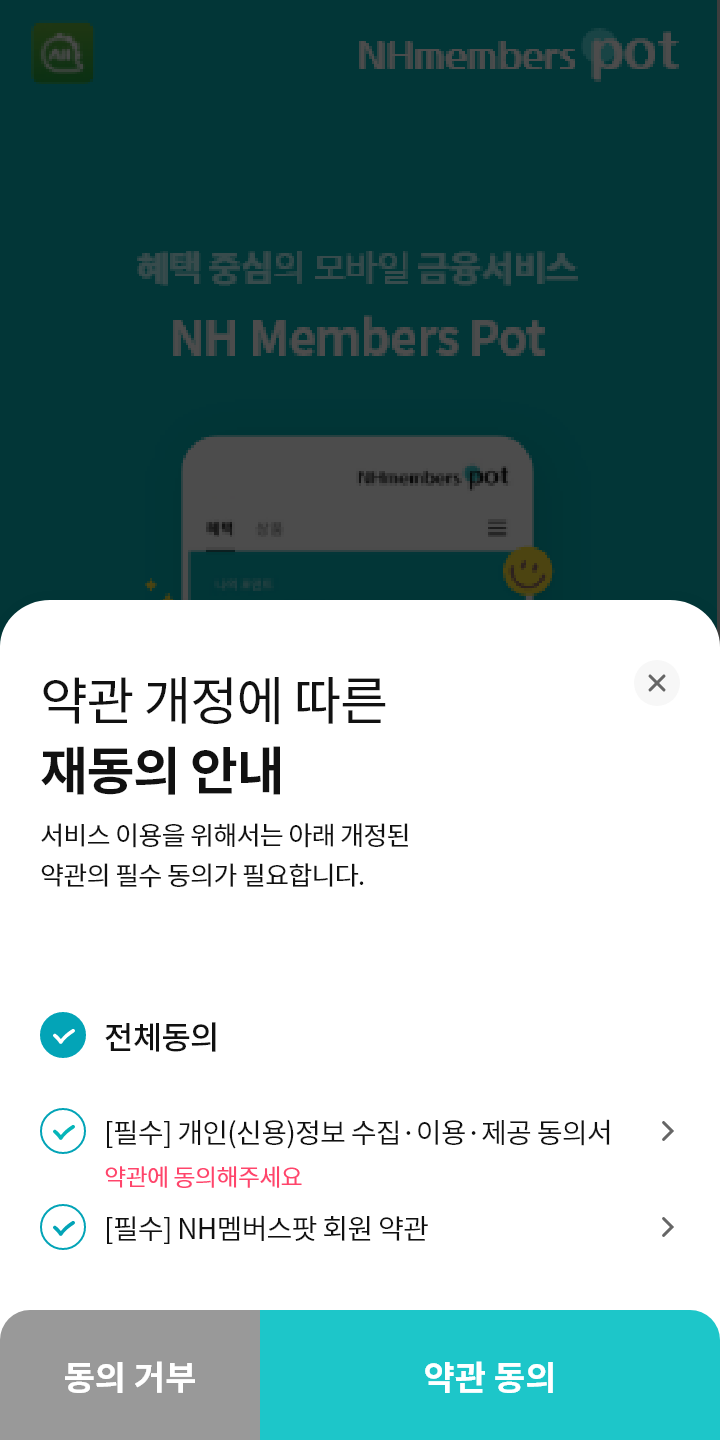 All
NHmembers pot
혜택 중심의 모바일 금융서비스
NH Members Pot
NHmembers pot
혜택 상품
나의 포인트
약관 개정에 따른
재동의 안내
서비스 이용을 위해서는 아래 개정된
약관의 필수 동의가 필요합니다.
전체동의
[필수] 개인(신용)정보 수집·이용·제공 동의서
약관에 동의해주세요
[필수] NH멤버스팟 회원 약관
동의 거부
약관 동의